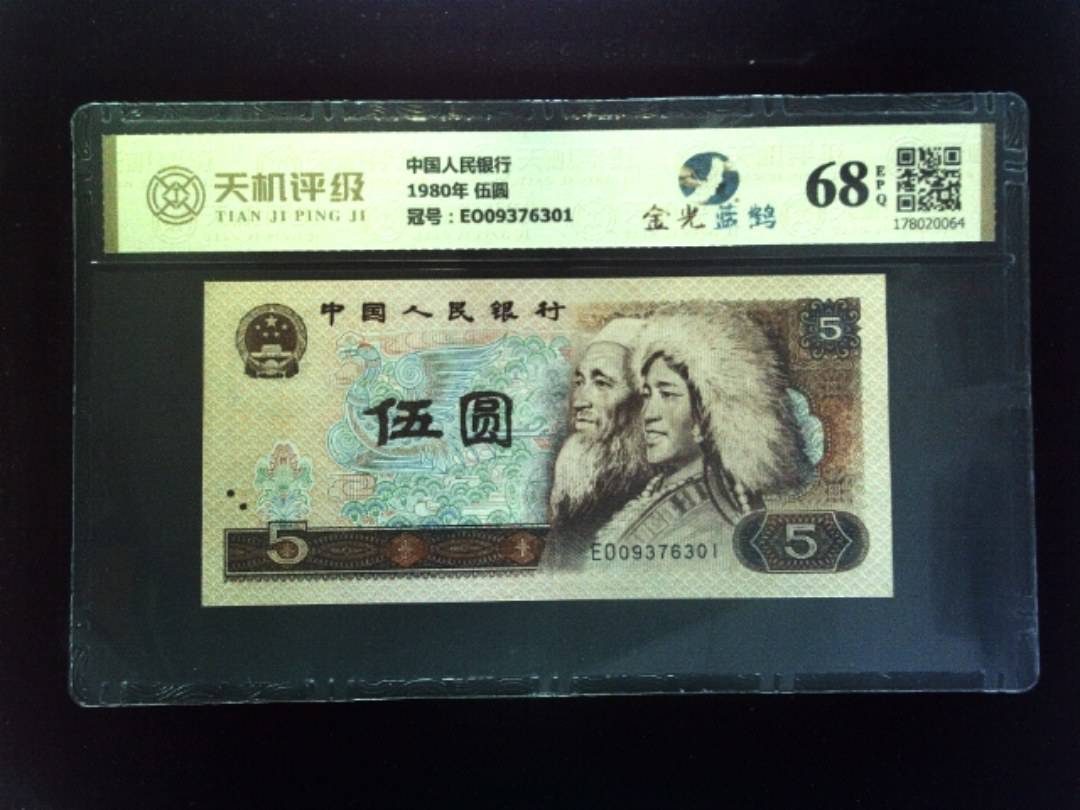 天机评级
TIAN JI PING JI
中国人民银行
1980年 伍圆
冠号：EO09376301
金光蓝鹤
68
EPQ
178020064
中国人民银行
5
伍圆
5
EO09376301
5